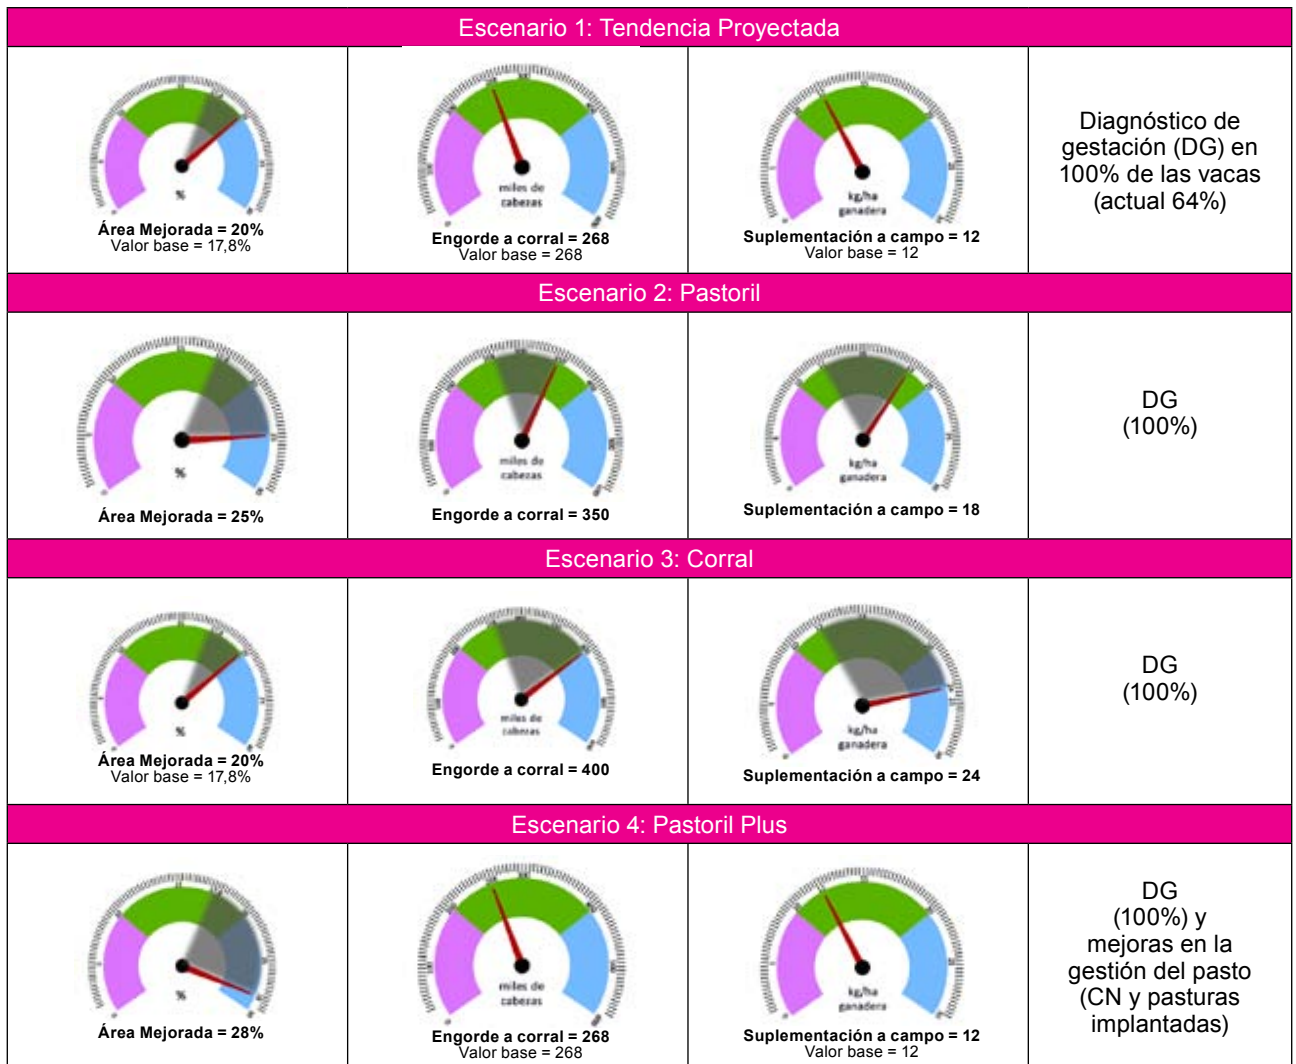 Escenario 1: Tendencia Proyectada
%
Área Mejorada = 20%
Valor base = 17,8%
miles de
cabezas
Engorde a corral = 268
Valor base = 268
kg/ha
ganadera
Suplementación a campo = 12
Valor base = 12
Diagnóstico de
gestación (DG) en
100% de las vacas
(actual 64%)
Escenario 2: Pastoril
%
Área Mejorada = 25%
miles de
cabezas
Engorde a corral = 350
kg/ha
ganadera
Suplementación a campo = 18
DG
(100%)
Escenario 3: Corral
%
Área Mejorada = 20%
Valor base = 17,8%
miles de
cabezas
Engorde a corral = 400
kg/ha
ganadera
Suplementación a campo = 24
DG
(100%)
Escenario 4: Pastoril Plus
%
Área Mejorada = 28%
miles de
cabezas
Engorde a corral = 268
Valor base = 268
kg/ha
ganadera
Suplementación a campo = 12
Valor base = 12
DG
(100%) y
mejoras en la
gestión del pasto
(CN y pasturas
implantadas)